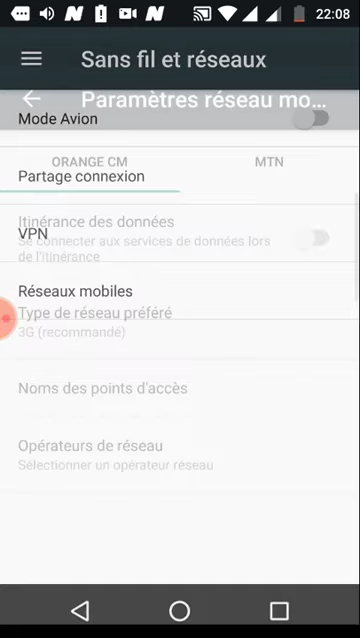 22:08
Sans fil et réseaux
Paramètres réseau mo...
Mode Avion
ORANGE CM
MTN
Partage connexion
Itinérance des données
VPN
Se connecter aux services de données lors
de l'itinérance
Réseaux mobiles
Type de réseau préféré
3G (recommandé)
Noms des points d'accès
Opérateurs de réseau
Sélectionner un opérateur réseau